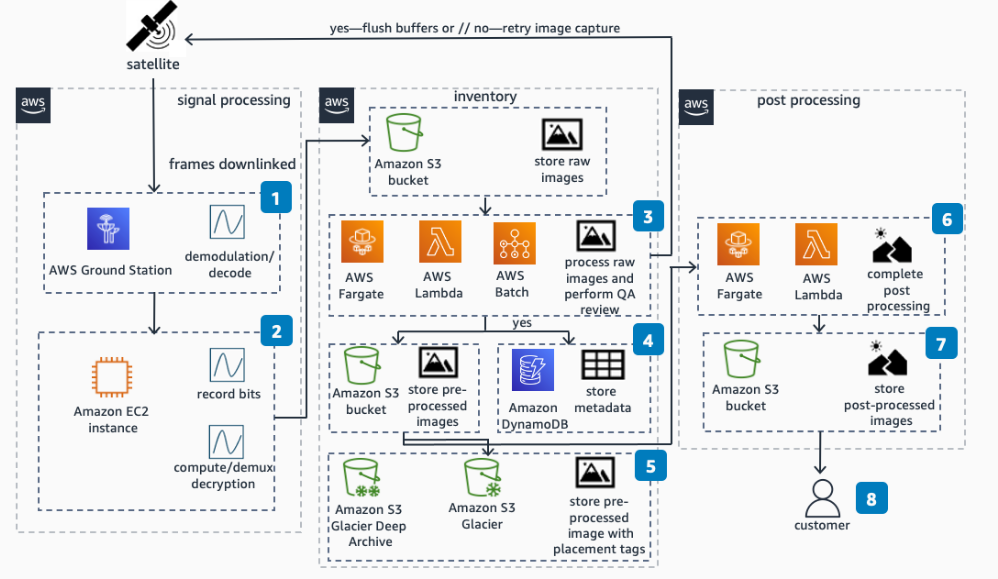 yes—flush buffers or // no—retry image capture
satellite
aws
signal processing
frames downlinked
1
AWS Ground Station
demodulation/
decode
2
Amazon EC2
instance
record bits
compute/demux
decryption
aws
inventory
Amazon S3
bucket
store raw
images
3
AWS
Fargate
AWS
Lambda
AWS
Batch
process raw
images and
perform QA
review
yes
4
Amazon S3
bucket
store pre-
processed
images
Amazon
DynamoDB
store
metadata
5
Amazon S3
Glacier Deep
Archive
Amazon S3
Glacier
store pre-
processed
image with
placement tags
aws
post processing
6
AWS
Fargate
AWS
Lambda
complete
post
processing
7
Amazon S3
bucket
store
post-processed
images
8
customer